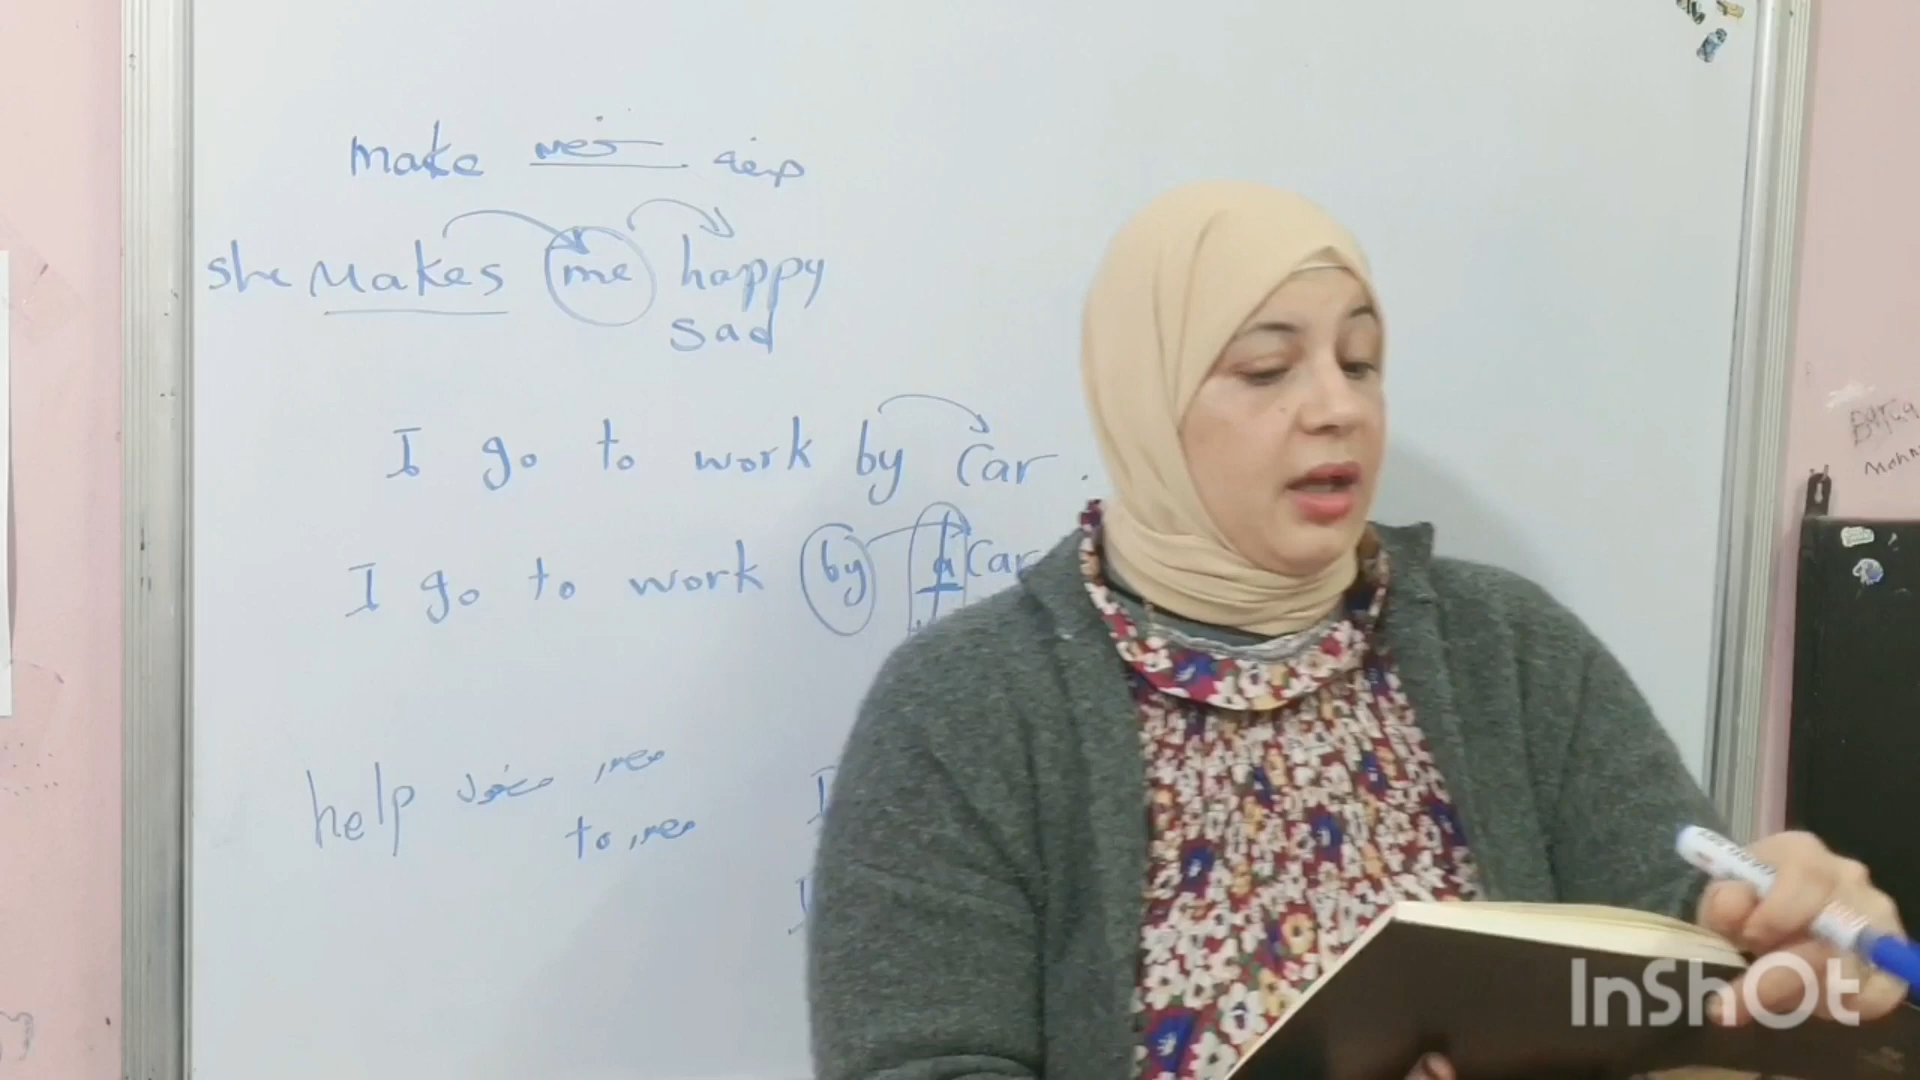 make
she makes me happy
sad
I go to work by Car.
I go to work by a Car
help مفعول مصدر
to مصدر
InShOt